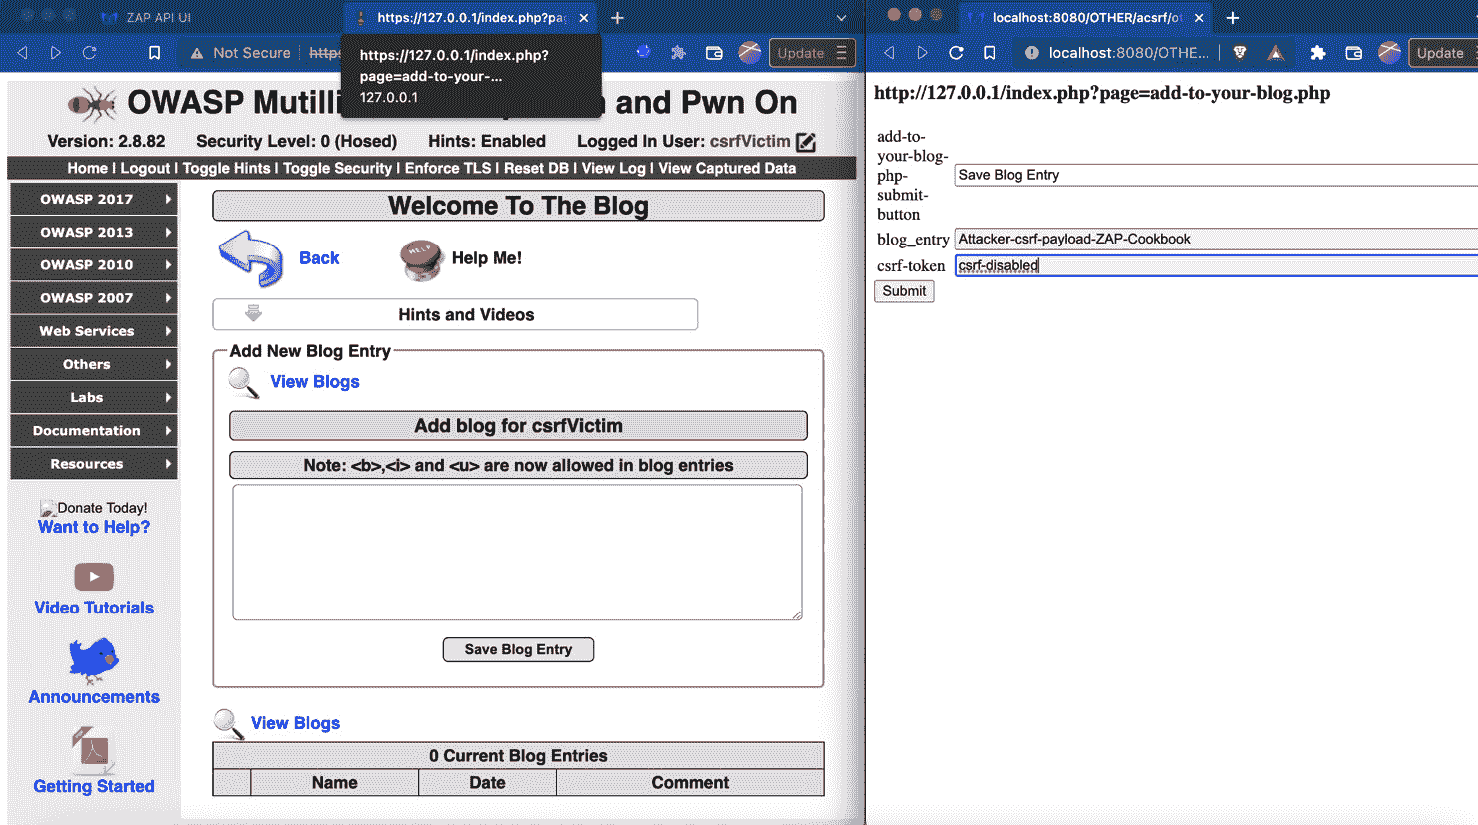 ZAP API UI
https://127.0.0.1/index.php?pag
Not Secure
https
Update
https://127.0.0.1/index.php?
page=add-to-your-...
127.0.0.1
OWASP Mutilli
and Pwn On
Version: 2.8.82 Security Level: 0 (Hosed) Hints: Enabled Logged In User: csrfVictim
Home | Logout | Toggle Hints | Toggle Security | Enforce TLS | Reset DB | View Log | View Captured Data
OWASP 2017
OWASP 2013
OWASP 2010
OWASP 2007
Web Services
Others
Labs
Documentation
Resources
Donate Today!
Want to Help?
Video Tutorials
Announcements
Getting Started
Welcome To The Blog
Back
HELP
Help Me!
Hints and Videos
Add New Blog Entry
View Blogs
Add blog for csrfVictim
Note: <b>,<i> and <u> are now allowed in blog entries
Save Blog Entry
View Blogs
0 Current Blog Entries
Name Date Comment
localhost:8080/OTHER/acsrf/ot
localhost:8080/OTHE...
Update
http://127.0.0.1/index.php?page=add-to-your-blog.php
add-to-
your-blog-
php-
submit-
button
Save Blog Entry
blog_entry Attacker-csrf-payload-ZAP-Cookbook
csrf-token csrf-disabled
Submit